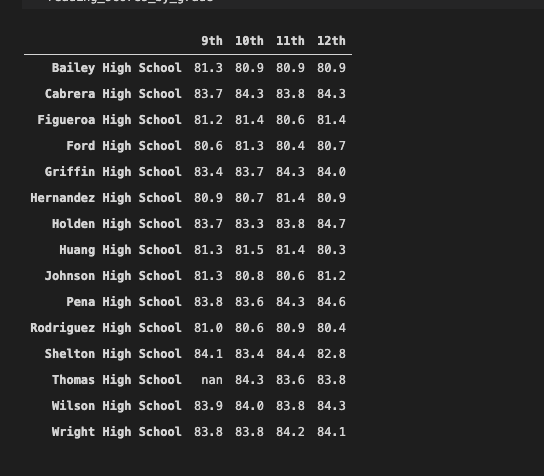 reading_scores_by_grade
9th 10th 11th 12th
Bailey High School 81.3 80.9 80.9 80.9
Cabrera High School 83.7 84.3 83.8 84.3
Figueroa High School 81.2 81.4 80.6 81.4
Ford High School 80.6 81.3 80.4 80.7
Griffin High School 83.4 83.7 84.3 84.0
Hernandez High School 80.9 80.7 81.4 80.9
Holden High School 83.7 83.3 83.8 84.7
Huang High School 81.3 81.5 81.4 80.3
Johnson High School 81.3 80.8 80.6 81.2
Pena High School 83.8 83.6 84.3 84.6
Rodriguez High School 81.0 80.6 80.9 80.4
Shelton High School 84.1 83.4 84.4 82.8
Thomas High School nan 84.3 83.6 83.8
Wilson High School 83.9 84.0 83.8 84.3
Wright High School 83.8 83.8 84.2 84.1